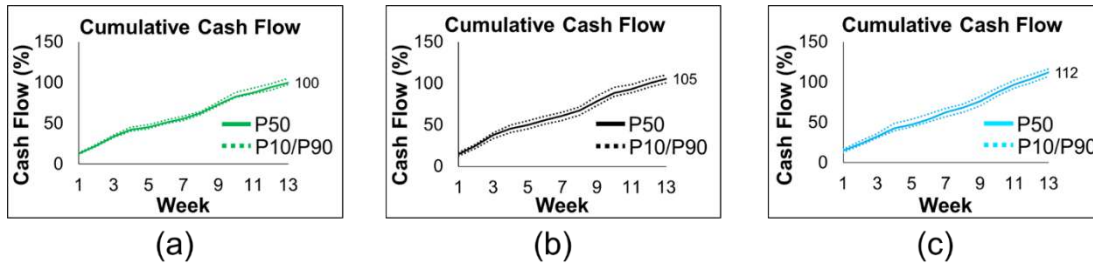 Cumulative Cash Flow
Cash Flow (%)
150
100
50
0
100
P50
P10/P90
1 3 5 7 9 11 13
Week
(a)
Cumulative Cash Flow
Cash Flow (%)
150
100
50
0
105
P50
P10/P90
1 3 5 7 9 11 13
Week
(b)
Cumulative Cash Flow
Cash Flow (%)
150
100
50
0
112
P50
P10/P90
1 3 5 7 9 11 13
Week
(c)